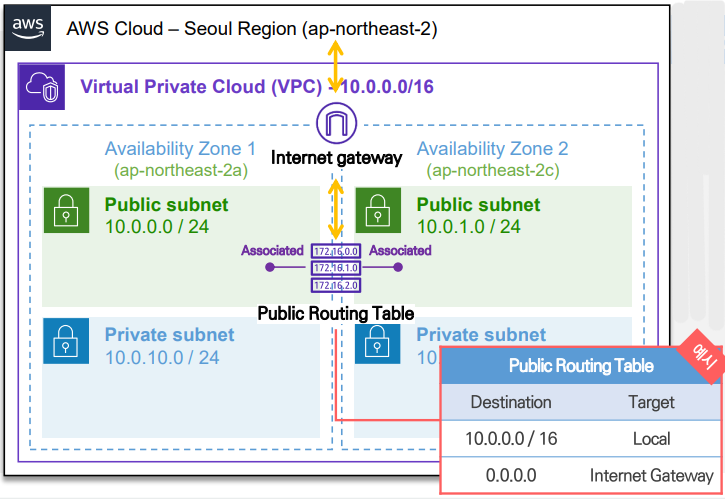 aws
AWS Cloud – Seoul Region (ap-northeast-2)
Virtual Private Cloud (VPC) - 10.0.0.0/16
Availability Zone 1
(ap-northeast-2a)
Internet gateway
Availability Zone 2
(ap-northeast-2c)
Public subnet
10.0.0.0 / 24
Public subnet
10.0.1.0 / 24
Associated
172.16.0.0
172.16.1.0
172.16.2.0
Associated
Public Routing Table
Private subnet
10.0.10.0 / 24
Private subnet
10
예시
Public Routing Table
Destination Target
10.0.0.0 / 16 Local
0.0.0.0 Internet Gateway